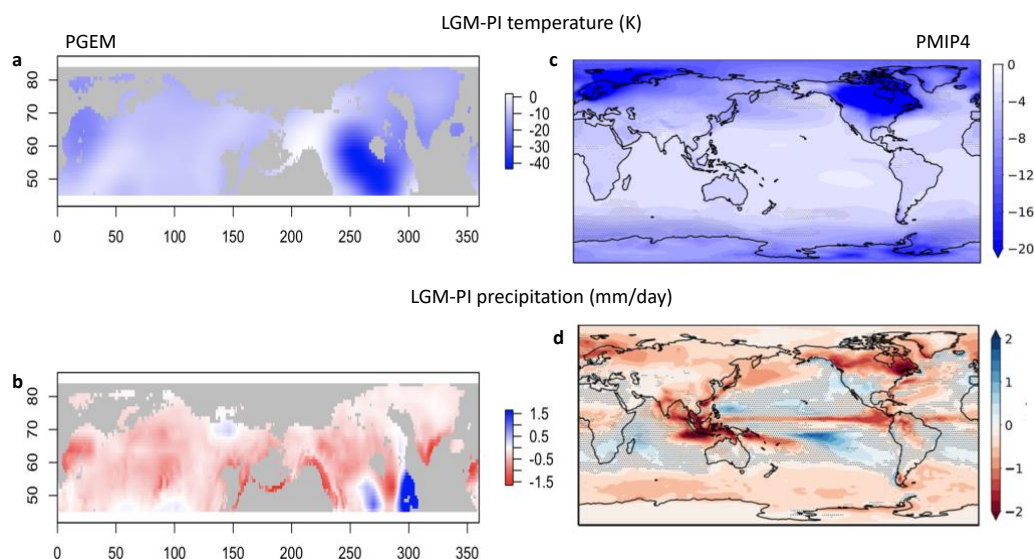 LGM-PI temperature (K)
PGEM
PMIP4
a
80
70
60
50
0 50 100 150 200 250 300 350
0
-10
-20
-30
-40
c
0
−4
−8
−12
−16
−20
LGM-PI precipitation (mm/day)
b
80
70
60
50
0 50 100 150 200 250 300 350
1.5
0.5
-0.5
-1.5
d
2
1
0
−1
−2